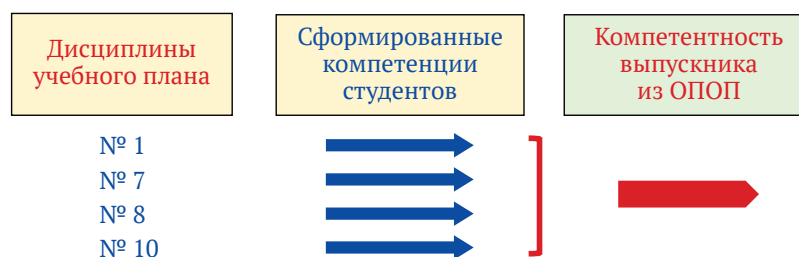 Дисциплины
учебного плана
Сформированные
компетенции
студентов
Компетентность
выпускника
из ОПОП
№ 1
№ 7
№ 8
№ 10